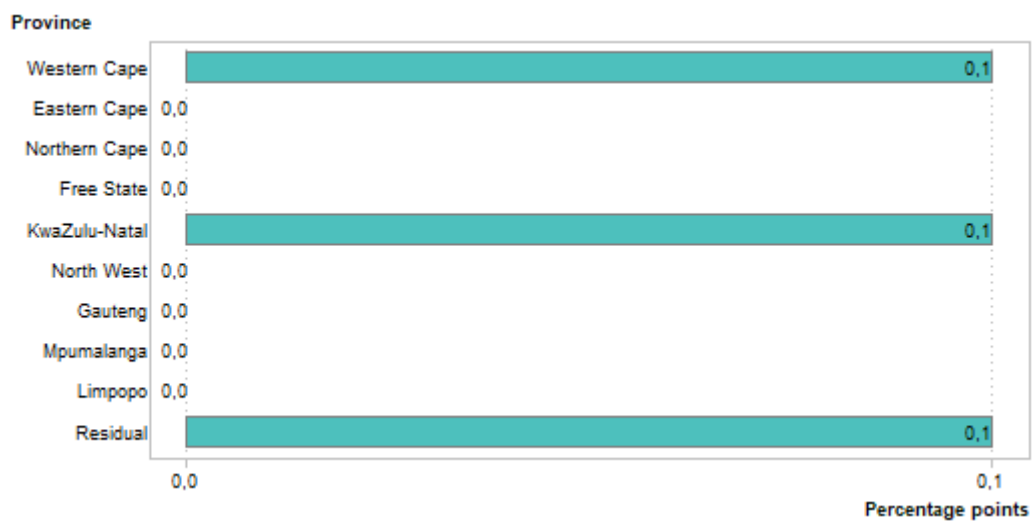 Province
Western Cape 0,1
Eastern Cape 0,0
Northern Cape 0,0
Free State 0,0
KwaZulu-Natal 0,1
North West 0,0
Gauteng 0,0
Mpumalanga 0,0
Limpopo 0,0
Residual 0,1
0,0 0,1
Percentage points